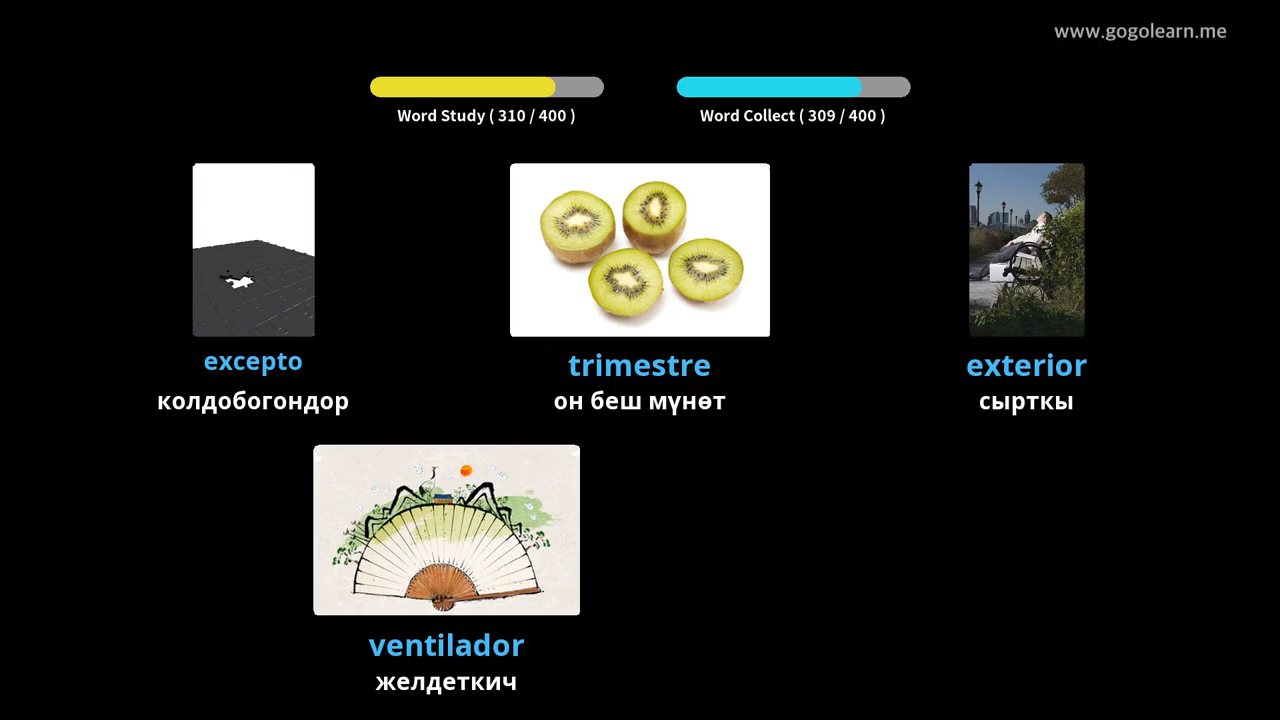 www.gogolearn.me
Word Study ( 310 / 400 )
Word Collect ( 309 / 400 )
excepto
колдобогондор
trimestre
он беш мүнөт
exterior
сырткы
ventilador
желдеткич